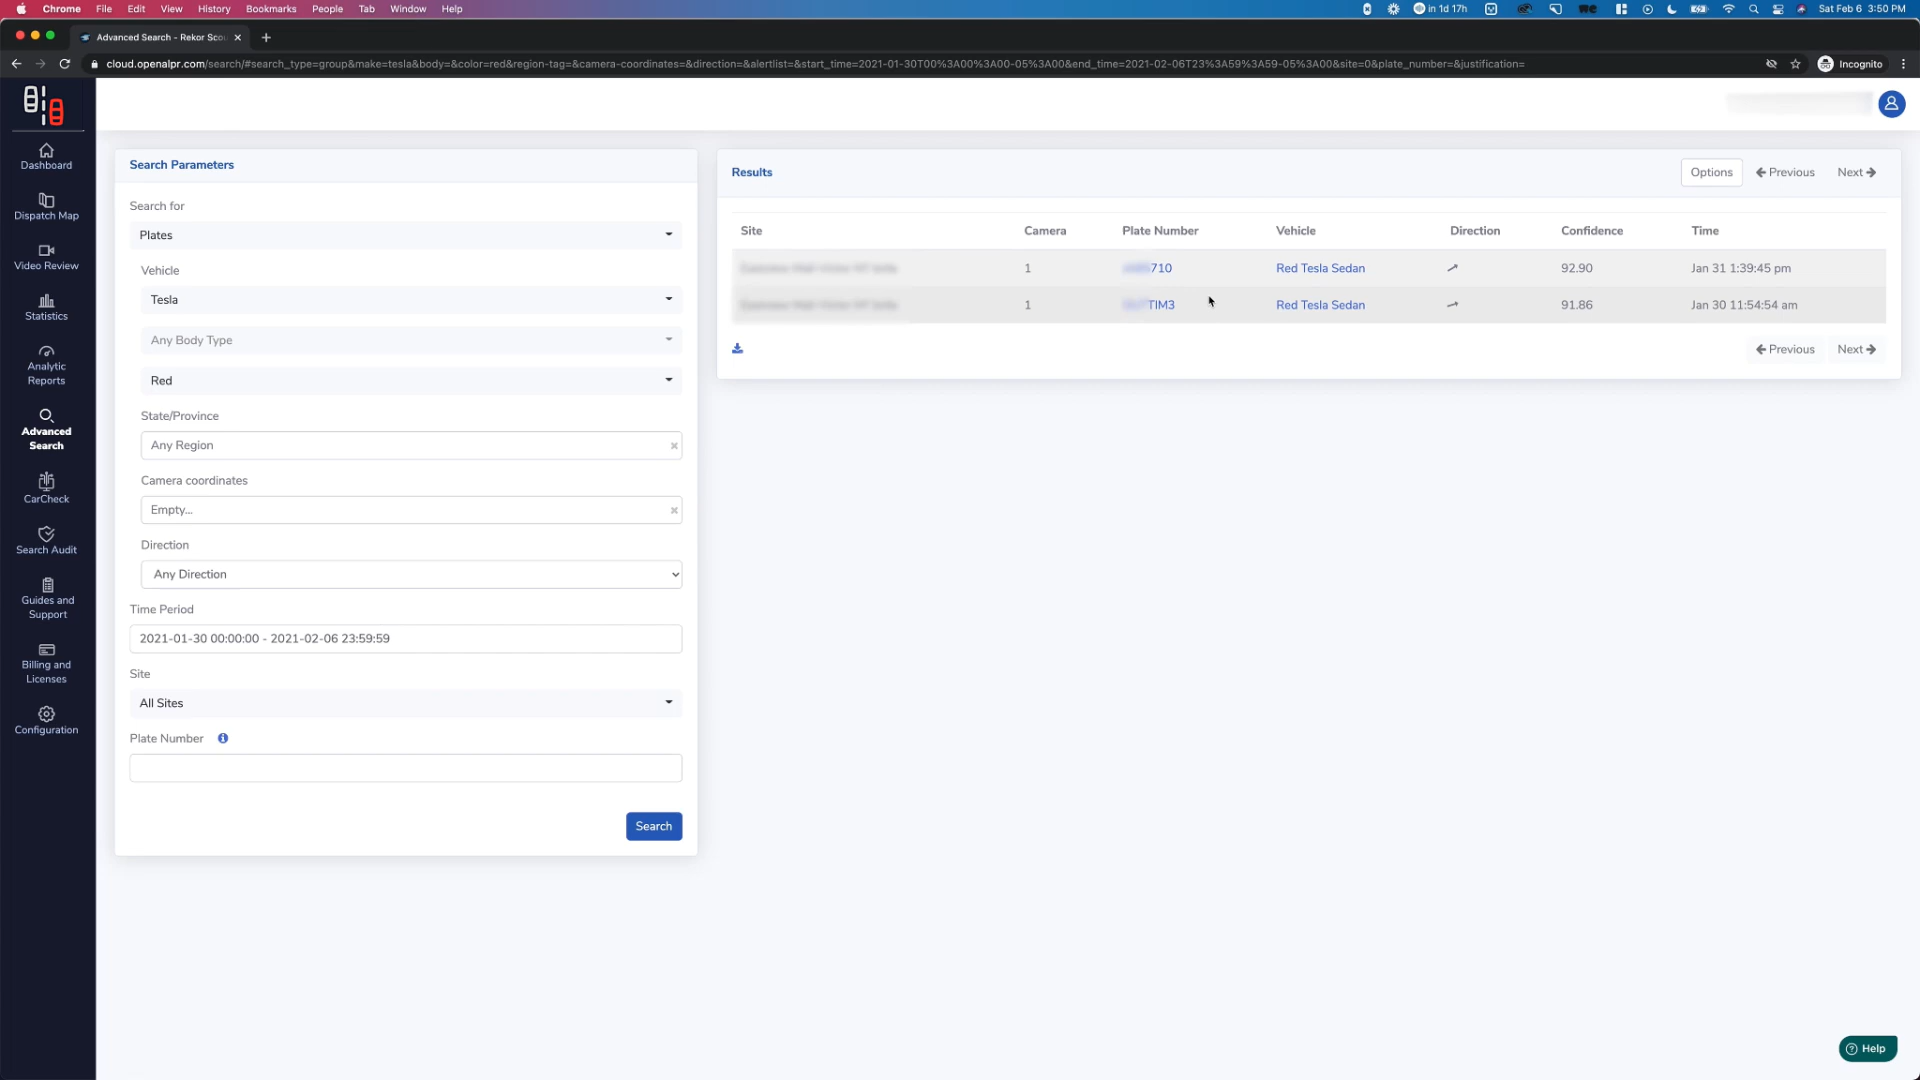 Chrome File Edit View History Bookmarks People Tab Window Help in 1d 17h Sat Feb 6 3:50 PM
Advanced Search - Rekor Scou
cloud.openalpr.com/search/#search_type=group&make=tesla&body=&color=red&region-tag=&camera-coordinates=&direction=&alertlist=&start_time=2021-01-30T00%3A00%3A00-05%3A00&end_time=2021-02-06T23%3A59%3A59-05%3A00&site=0&plate_number=&justification= Incognito
Dashboard
Dispatch Map
Video Review
Statistics
Analytic
Reports
Advanced
Search
CarCheck
Search Audit
Guides and
Support
Billing and
Licenses
Configuration
Search Parameters
Search for
Plates
Vehicle
Tesla
Any Body Type
Red
State/Province
Any Region
Camera coordinates
Empty...
Direction
Any Direction
Time Period
2021-01-30 00:00:00 - 2021-02-06 23:59:59
Site
All Sites
Plate Number
Search
Results Options Previous Next
Site Camera Plate Number Vehicle Direction Confidence Time
1 710 Red Tesla Sedan 92.90 Jan 31 1:39:45 pm
1 TIM3 Red Tesla Sedan 91.86 Jan 30 11:54:54 am
Previous Next
Help